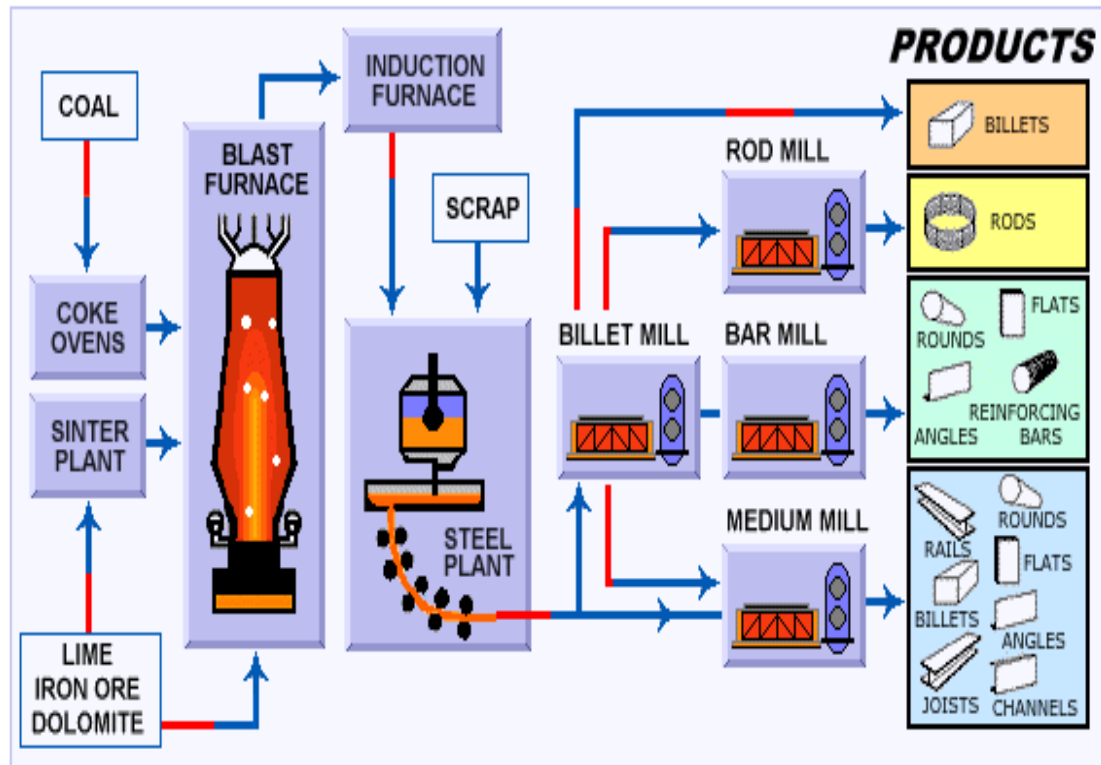 PRODUCTS
COAL
INDUCTION
FURNACE
BLAST
FURNACE
SCRAP
COKE
OVENS
SINTER
PLANT
LIME
IRON ORE
DOLOMITE
STEEL
PLANT
BILLET MILL
ROD MILL
BAR MILL
MEDIUM MILL
BILLETS
RODS
ROUNDS
FLATS
ANGLES
REINFORCING
BARS
RAILS
ROUNDS
FLATS
BILLETS
ANGLES
JOISTS
CHANNELS